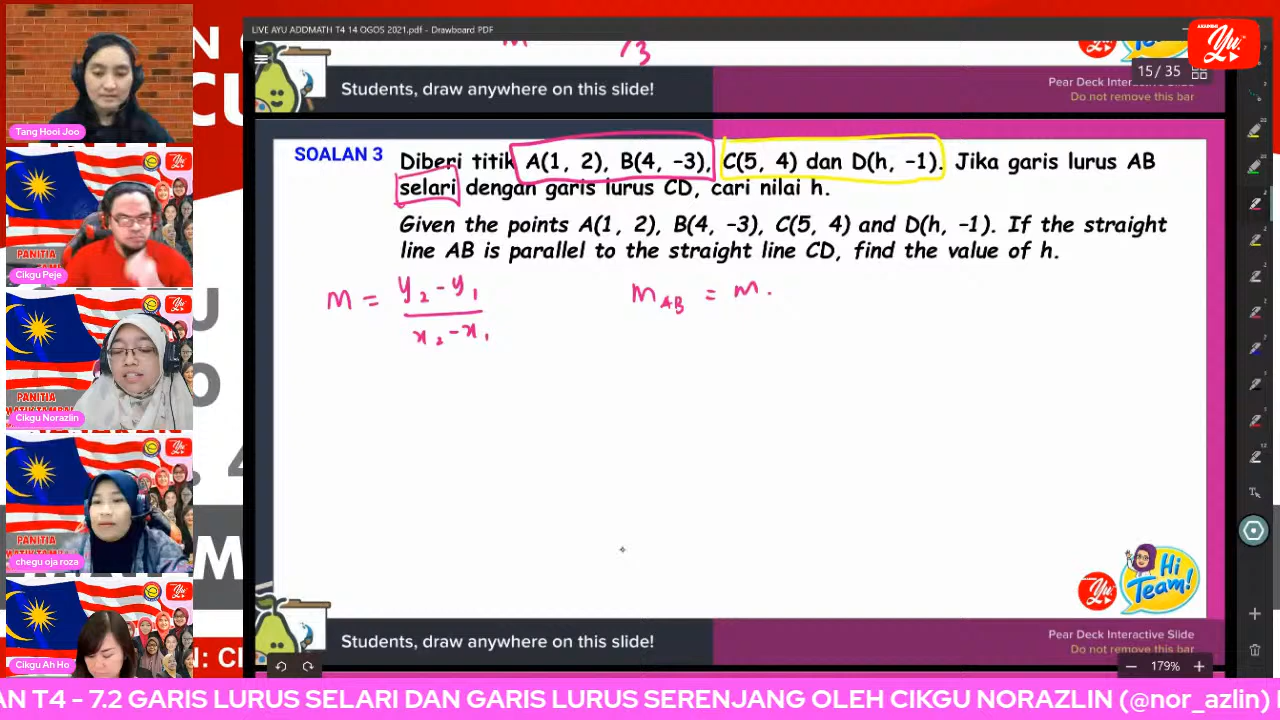 LIVE AYU ADDMATH T4 14 OGOS 2021.pdf - Drawboard PDF
15/35
Students, draw anywhere on this slide!
Pear Deck Interactive Slide
Do not remove this bar
SOALAN 3
Diberi titik A(1, 2), B(4, –3), C(5, 4) dan D(h, –1). Jika garis lurus AB
selari dengan garis lurus CD, cari nilai h.
Given the points A(1, 2), B(4, –3), C(5, 4) and D(h, –1). If the straight
line AB is parallel to the straight line CD, find the value of h.
m = y₂ - y₁ / x₂ - x₁
m AB = m
Hi Team!
Students, draw anywhere on this slide!
Pear Deck Interactive Slide
Do not remove this bar
179%
Tang Hooi Joo
PANITIA
Cikgu Peje
PANITIA
Cikgu Norazlin
PANITIA
chegu oja roza
PANITIA
Cikgu Ah Ho
AN T4 - 7.2 GARIS LURUS SELARI DAN GARIS LURUS SERENJANG OLEH CIKGU NORAZLIN (@nor_azlin)